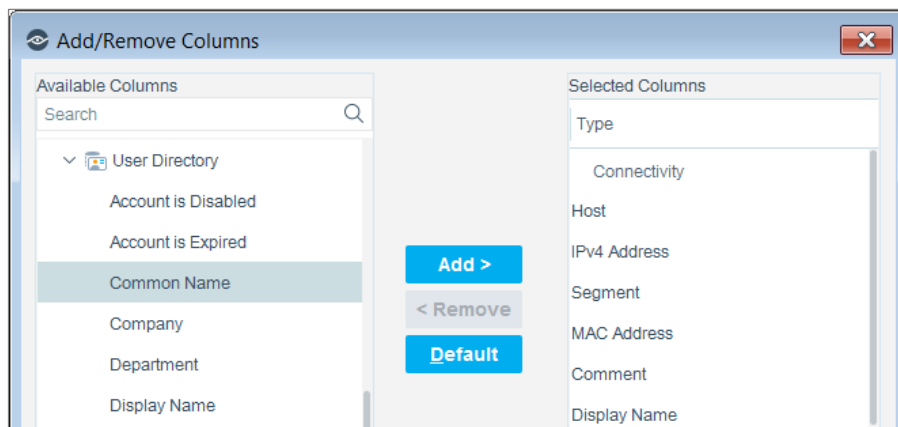 Add/Remove Columns
Available Columns
Search
User Directory
Account is Disabled
Account is Expired
Common Name
Company
Department
Display Name
Add >
< Remove
Default
Selected Columns
Type
Connectivity
Host
IPv4 Address
Segment
MAC Address
Comment
Display Name